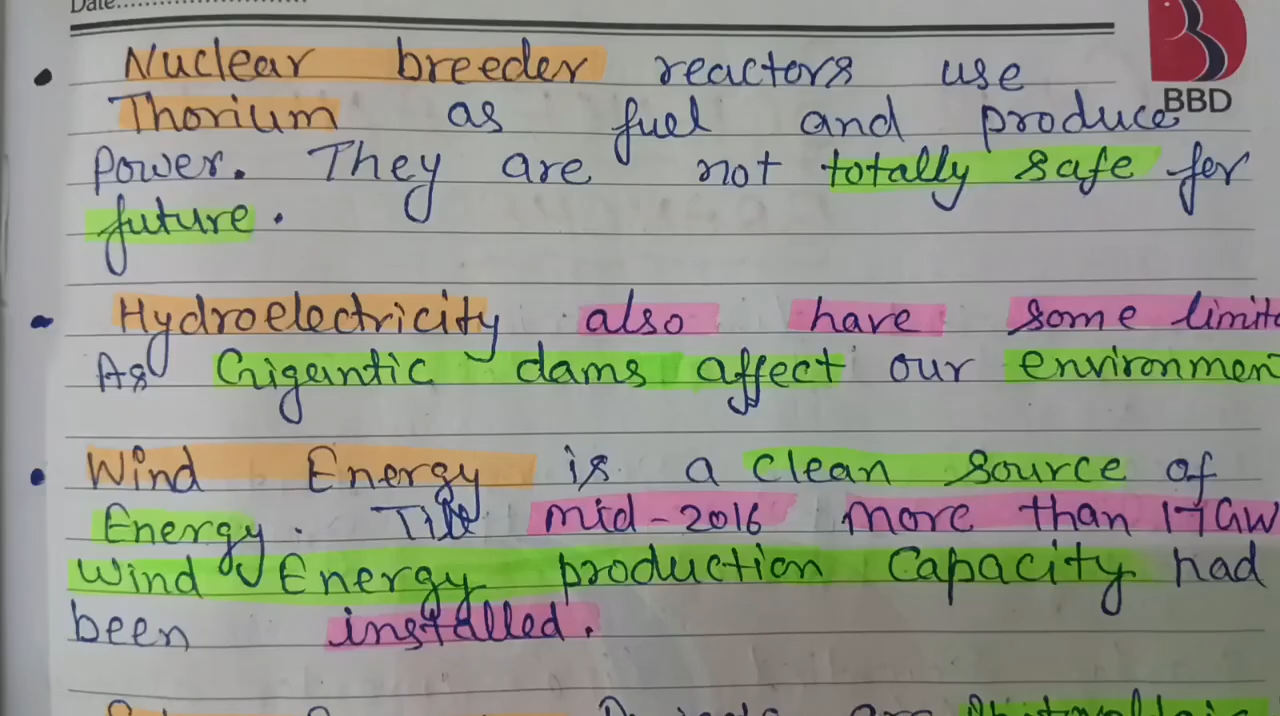 Date
BBD
Nuclear breeder reactors use
Thorium as fuel and produce
Power. They are not totally safe for
future.
Hydroelectricity also have some limit
As Gigantic dams affect our environmen
Wind Energy is a clean source of
Energy. Till mid-2016 more than 17GW
Wind Energy production Capacity had
been installed.